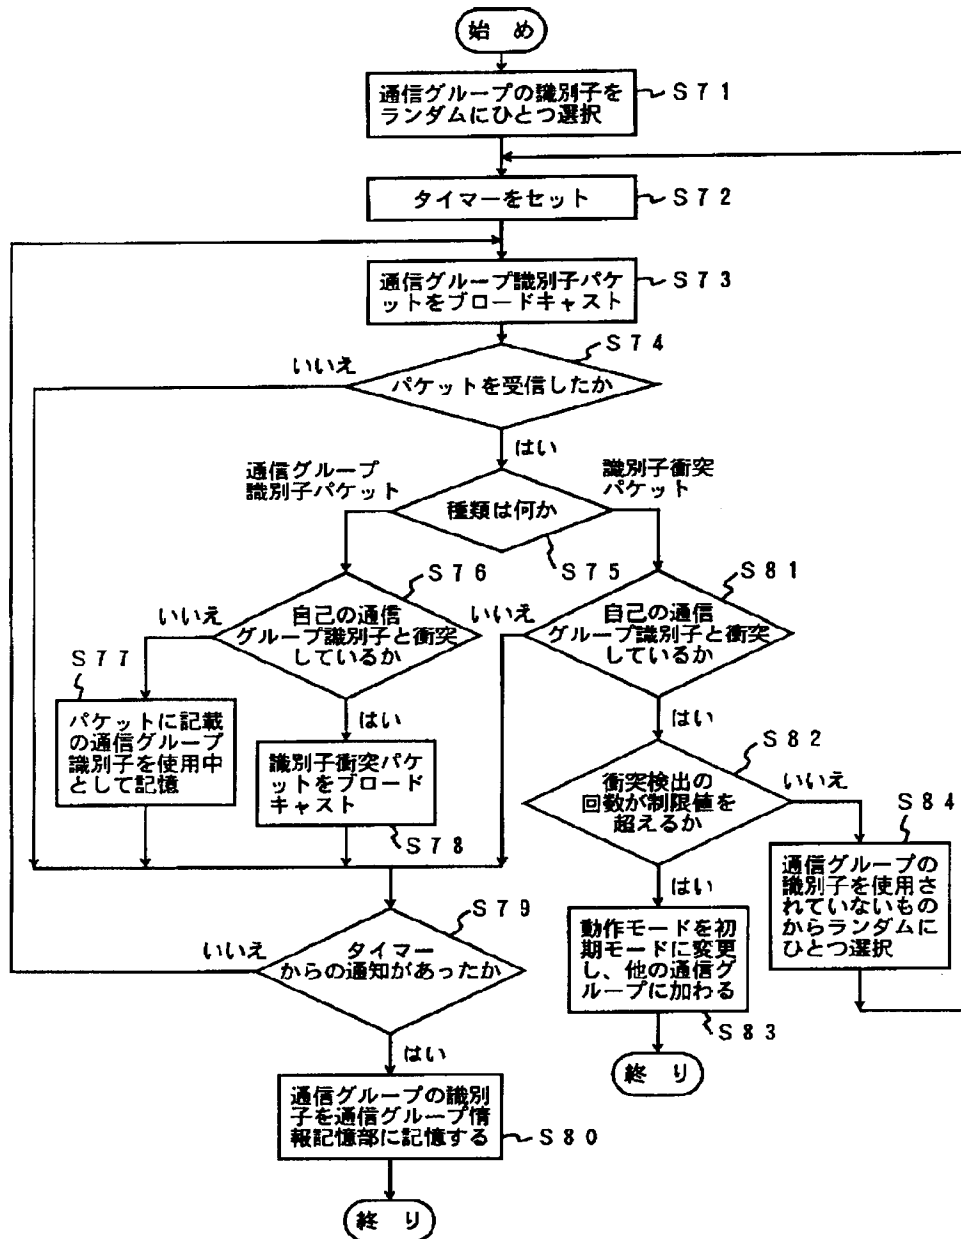 始 め
通信グループの識別子を
ランダムにひとつ選択
S71
タイマーをセット
S72
通信グループ識別子パケ
ットをブロードキャスト
S73
S74
いいえ
パケットを受信したか
はい
通信グループ
識別子パケット
識別子衝突
パケット
種類は何か
S75
S76
いいえ
自己の通信
グループ識別子と衝突
しているか
S81
いいえ
自己の通信
グループ識別子と衝突
しているか
S77
パケットに記載
の通信グループ
識別子を使用中
として記憶
はい
識別子衝突パケ
ットをブロード
キャスト
S78
はい
S82
衝突検出の
回数が制限値を
超えるか
いいえ
S84
通信グループの
識別子を使用さ
れていないもの
からランダムに
ひとつ選択
はい
動作モードを初
期モードに変更
し、他の通信グ
ループに加わる
S83
終 り
S79
いいえ
タイマー
からの通知があったか
はい
通信グループの識別
子を通信グループ情
報記憶部に記憶する
S80
終 り